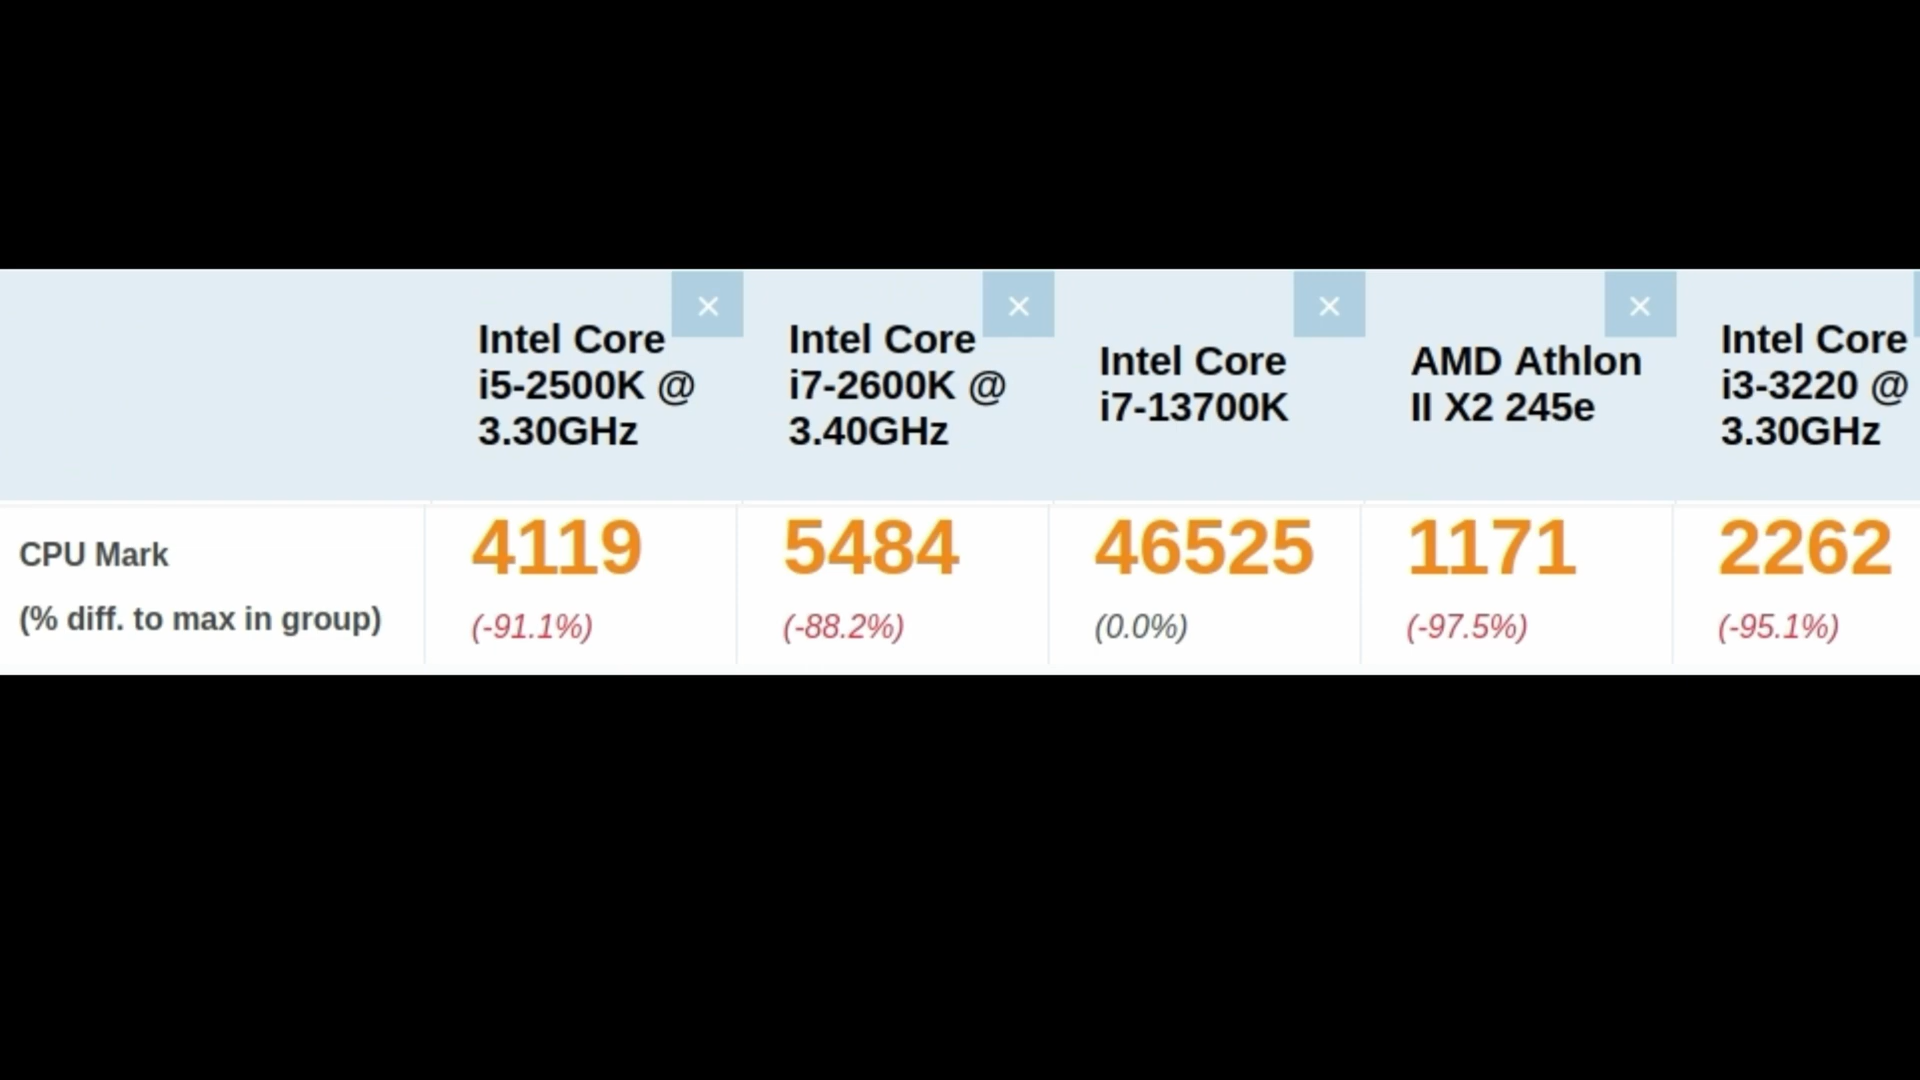 Intel Core
i5-2500K @
3.30GHz
Intel Core
i7-2600K @
3.40GHz
Intel Core
i7-13700K
AMD Athlon
II X2 245e
Intel Core
i3-3220 @
3.30GHz
CPU Mark
(% diff. to max in group)
4119
(-91.1%)
5484
(-88.2%)
46525
(0.0%)
1171
(-97.5%)
2262
(-95.1%)